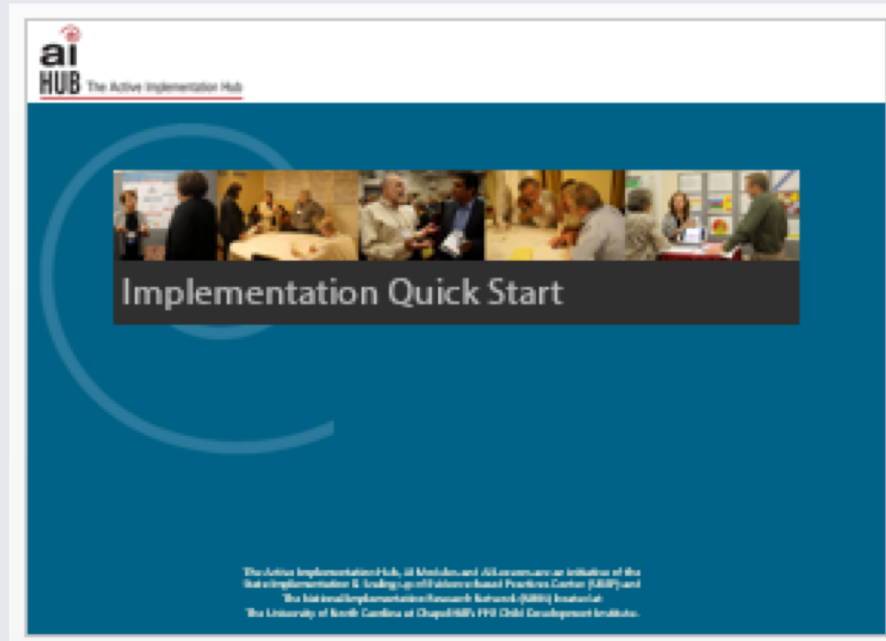 ai
HUB The Active Implementation Hub
Implementation Quick Start
The Active Implementation Hub, AI Modules and AI Lessons are an initiative of the
State Implementation & Scaling-up of Evidence-based Practices Center (SISEP) and
The National Implementation Research Network (NIRN) located at
The University of North Carolina at Chapel Hill's FPG Child Development Institute.